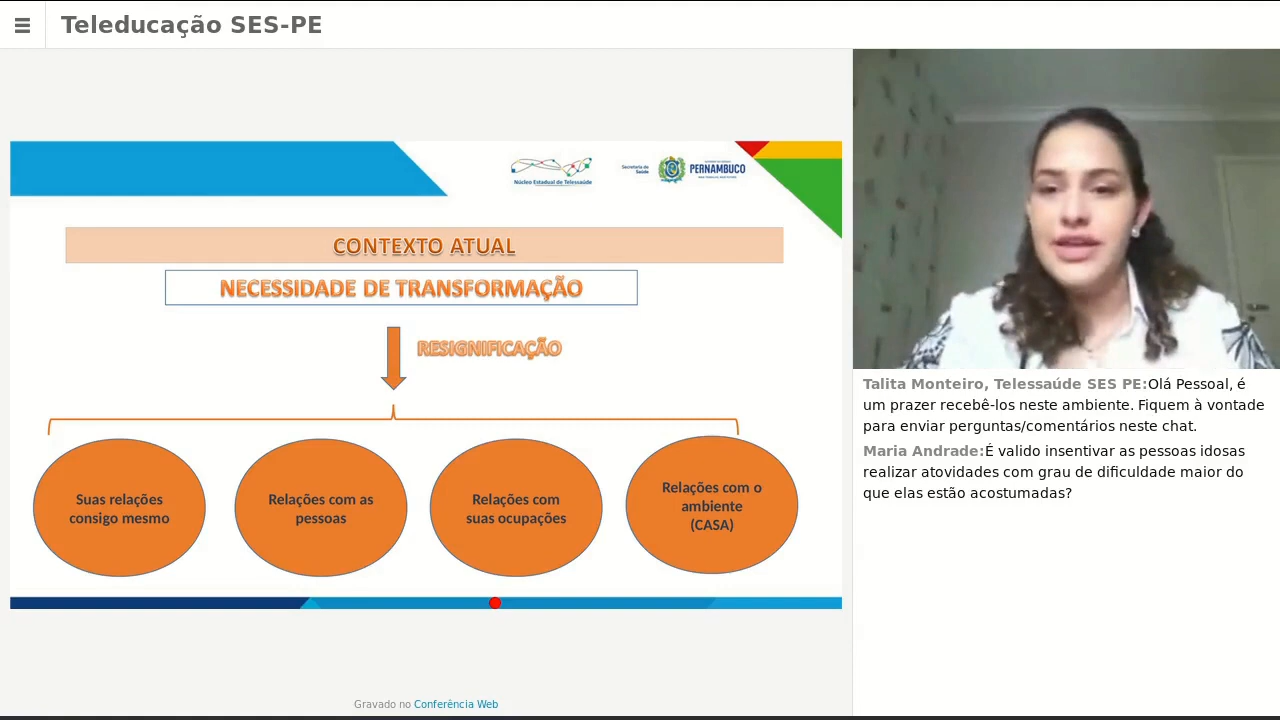 Teleducação SES-PE
Núcleo Estadual de Telessaúde
Secretaria de
Saúde
PERNAMBUCO
CONTEXTO ATUAL
NECESSIDADE DE TRANSFORMAÇÃO
RESIGNIFICAÇÃO
Suas relações
consigo mesmo
Relações com as
pessoas
Relações com
suas ocupações
Relações com o
ambiente
(CASA)
Gravado no Conferência Web
Talita Monteiro, Telessaúde SES PE:Olá Pessoal, é
um prazer recebê-los neste ambiente. Fiquem à vontade
para enviar perguntas/comentários neste chat.
Maria Andrade:É valido insentivar as pessoas idosas
realizar atovidades com grau de dificuldade maior do
que elas estão acostumadas?